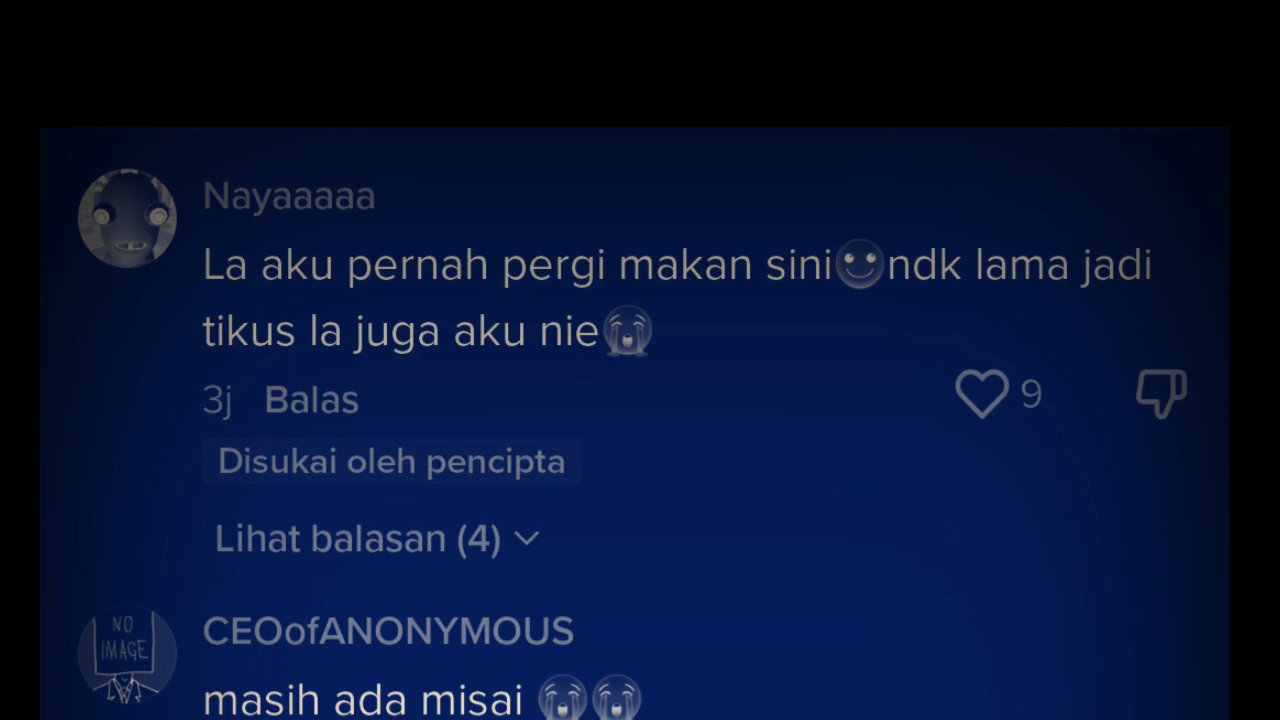 Nayaaaaa
La aku pernah pergi makan sini🙂ndk lama jadi
tikus la juga aku nie😭
3j Balas
9
Disukai oleh pencipta
Lihat balasan (4)
NO
IMAGE
CEOofANONYMOUS
masih ada misai 😭😭